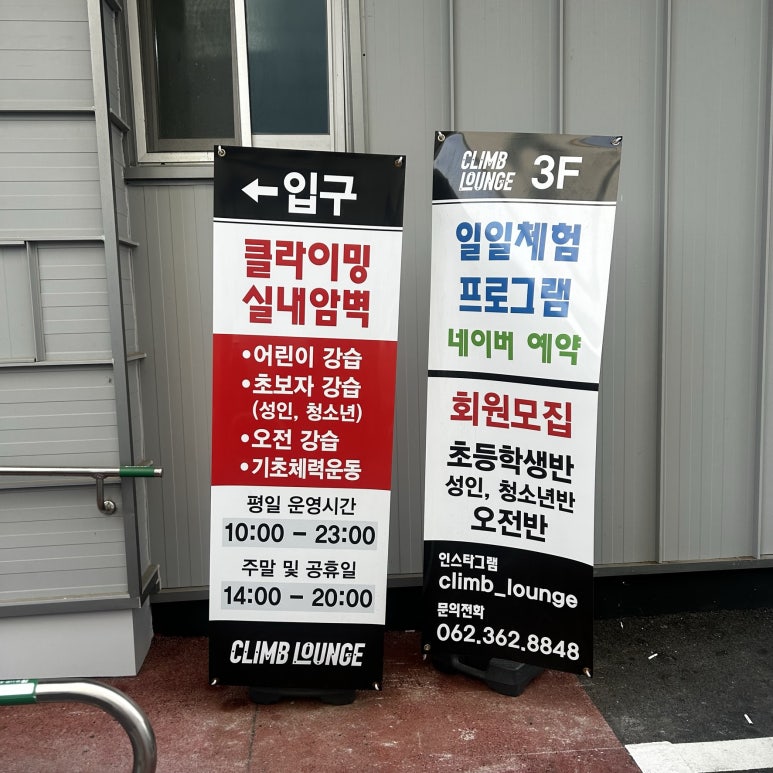 ←입구
클라이밍
실내암벽
•어린이 강습
•초보자 강습
(성인, 청소년)
•오전 강습
•기초체력운동
평일 운영시간
10:00 – 23:00
주말 및 공휴일
14:00 – 20:00
CLIMB LOUNGE
CLIMB
LOUNGE
3F
일일체험
프로그램
네이버 예약
회원모집
초등학생반
성인, 청소년반
오전반
인스타그램
climb_lounge
문의전화
062.362.8848